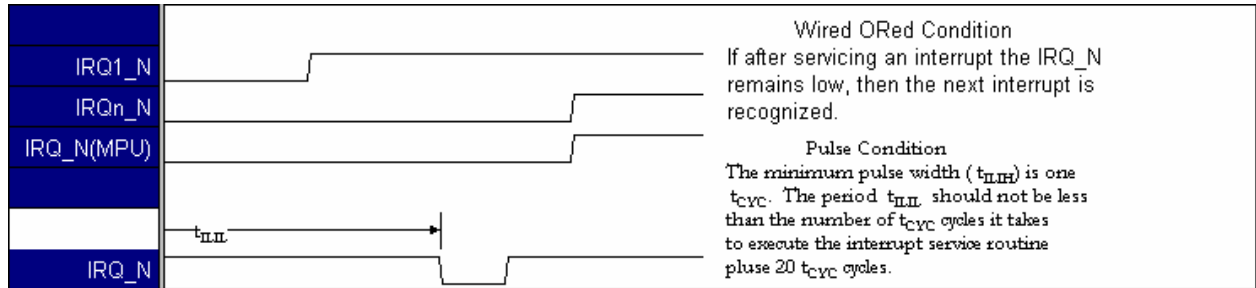 IRQ1_N
IRQn_N
IRQ_N(MPU)
tILIL
IRQ_N
Wired ORed Condition
If after servicing an interrupt the IRQ_N
remains low, then the next interrupt is
recognized.
Pulse Condition
The minimum pulse width ( tILIH) is one
tCYC. The period tILIL should not be less
than the number of tCYC cycles it takes
to execute the interrupt service routine
pluse 20 tCYC cycles.